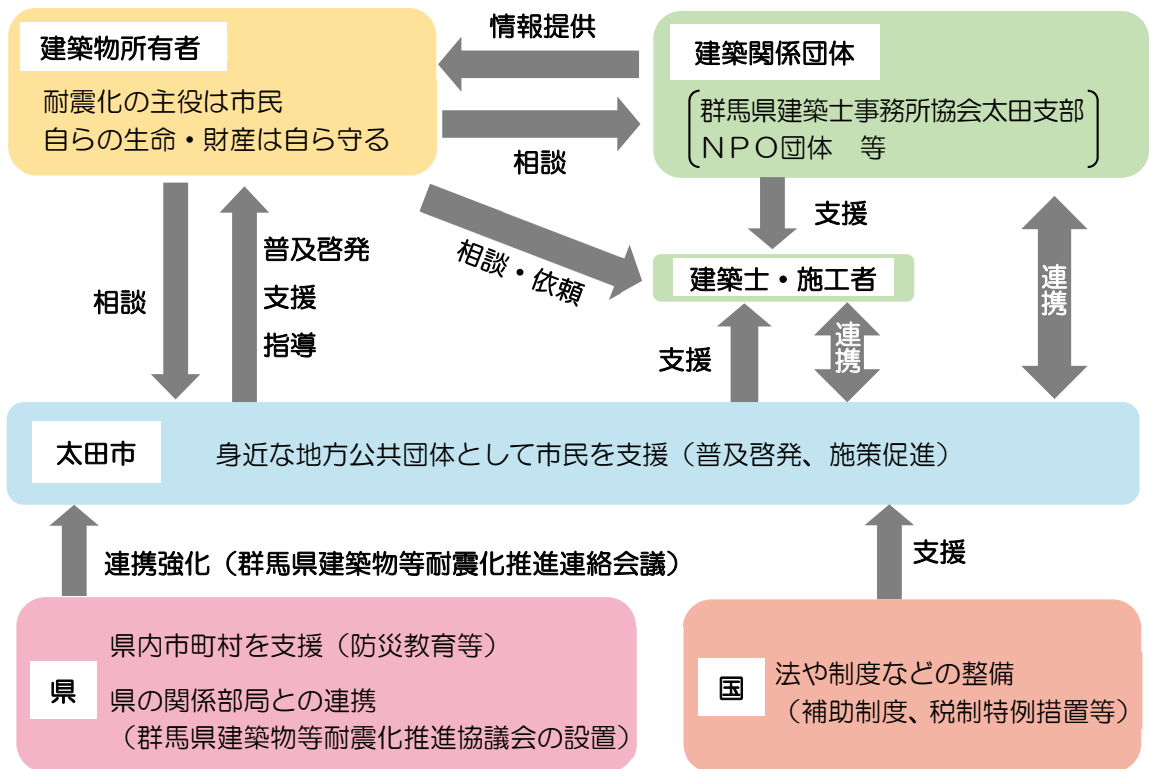 建築物所有者
耐震化の主役は市民
自らの生命・財産は自ら守る
情報提供
相談
建築関係団体
群馬県建築士事務所協会太田支部
ＮＰＯ団体　等
支援
相談・依頼
建築士・施工者
連携
相談
普及啓発
支援
指導
支援
連携
太田市
身近な地方公共団体として市民を支援（普及啓発、施策促進）
連携強化（群馬県建築物等耐震化推進連絡会議）
支援
県
県内市町村を支援（防災教育等）
県の関係部局との連携
（群馬県建築物等耐震化推進協議会の設置）
国
法や制度などの整備
（補助制度、税制特例措置等）